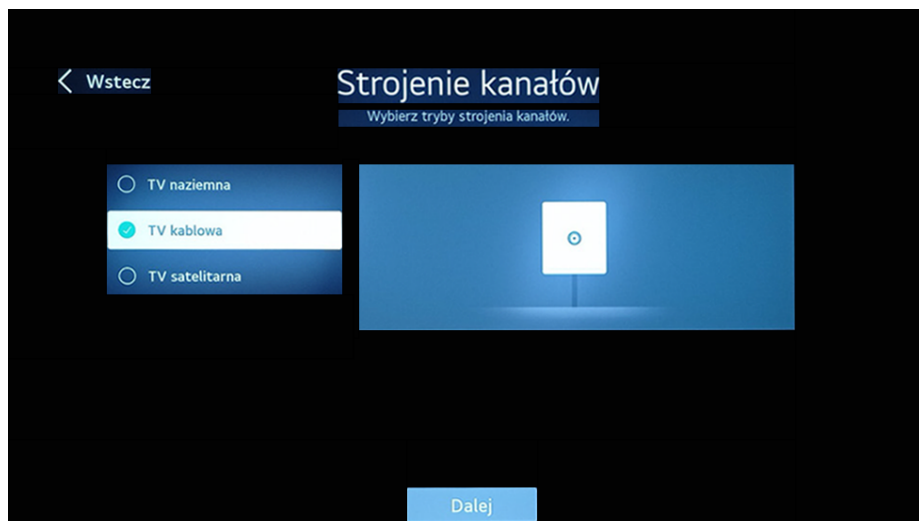 Wstecz
Strojenie kanałów
Wybierz tryby strojenia kanałów.
TV naziemna
TV kablowa
TV satelitarna
Dalej